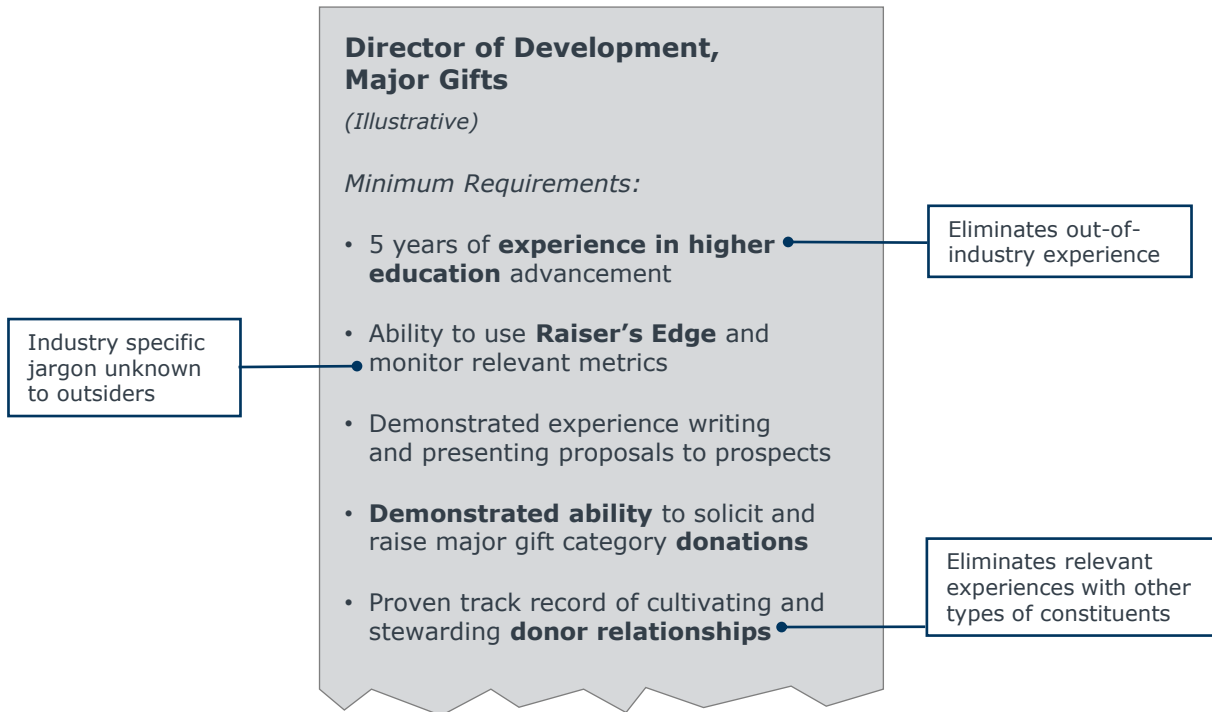 Director of Development,
Major Gifts
(Illustrative)
Minimum Requirements:
• 5 years of experience in higher
education advancement
• Ability to use Raiser’s Edge and
monitor relevant metrics
• Demonstrated experience writing
and presenting proposals to prospects
• Demonstrated ability to solicit and
raise major gift category donations
• Proven track record of cultivating and
stewarding donor relationships
Eliminates out-of-
industry experience
Industry specific
jargon unknown
to outsiders
Eliminates relevant
experiences with other
types of constituents